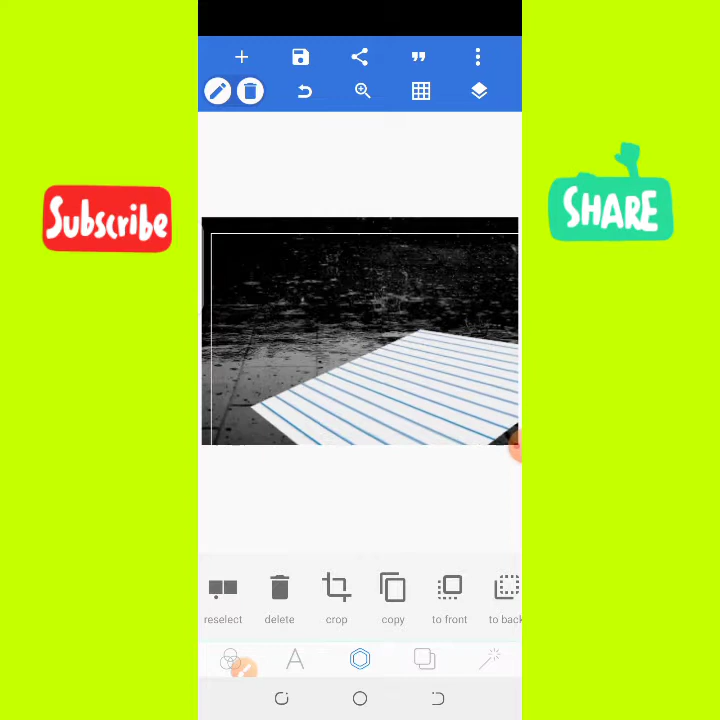 Subscribe
SHARE
reselect
delete
crop
copy
to front
to back